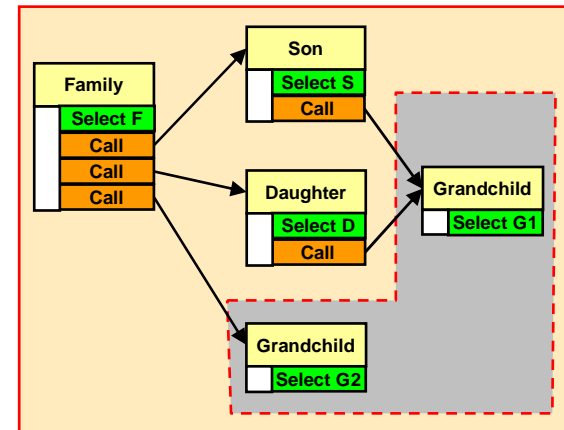 Family
Select F
Call
Call
Call
Son
Select S
Call
Daughter
Select D
Call
Grandchild
Select G1
Grandchild
Select G2